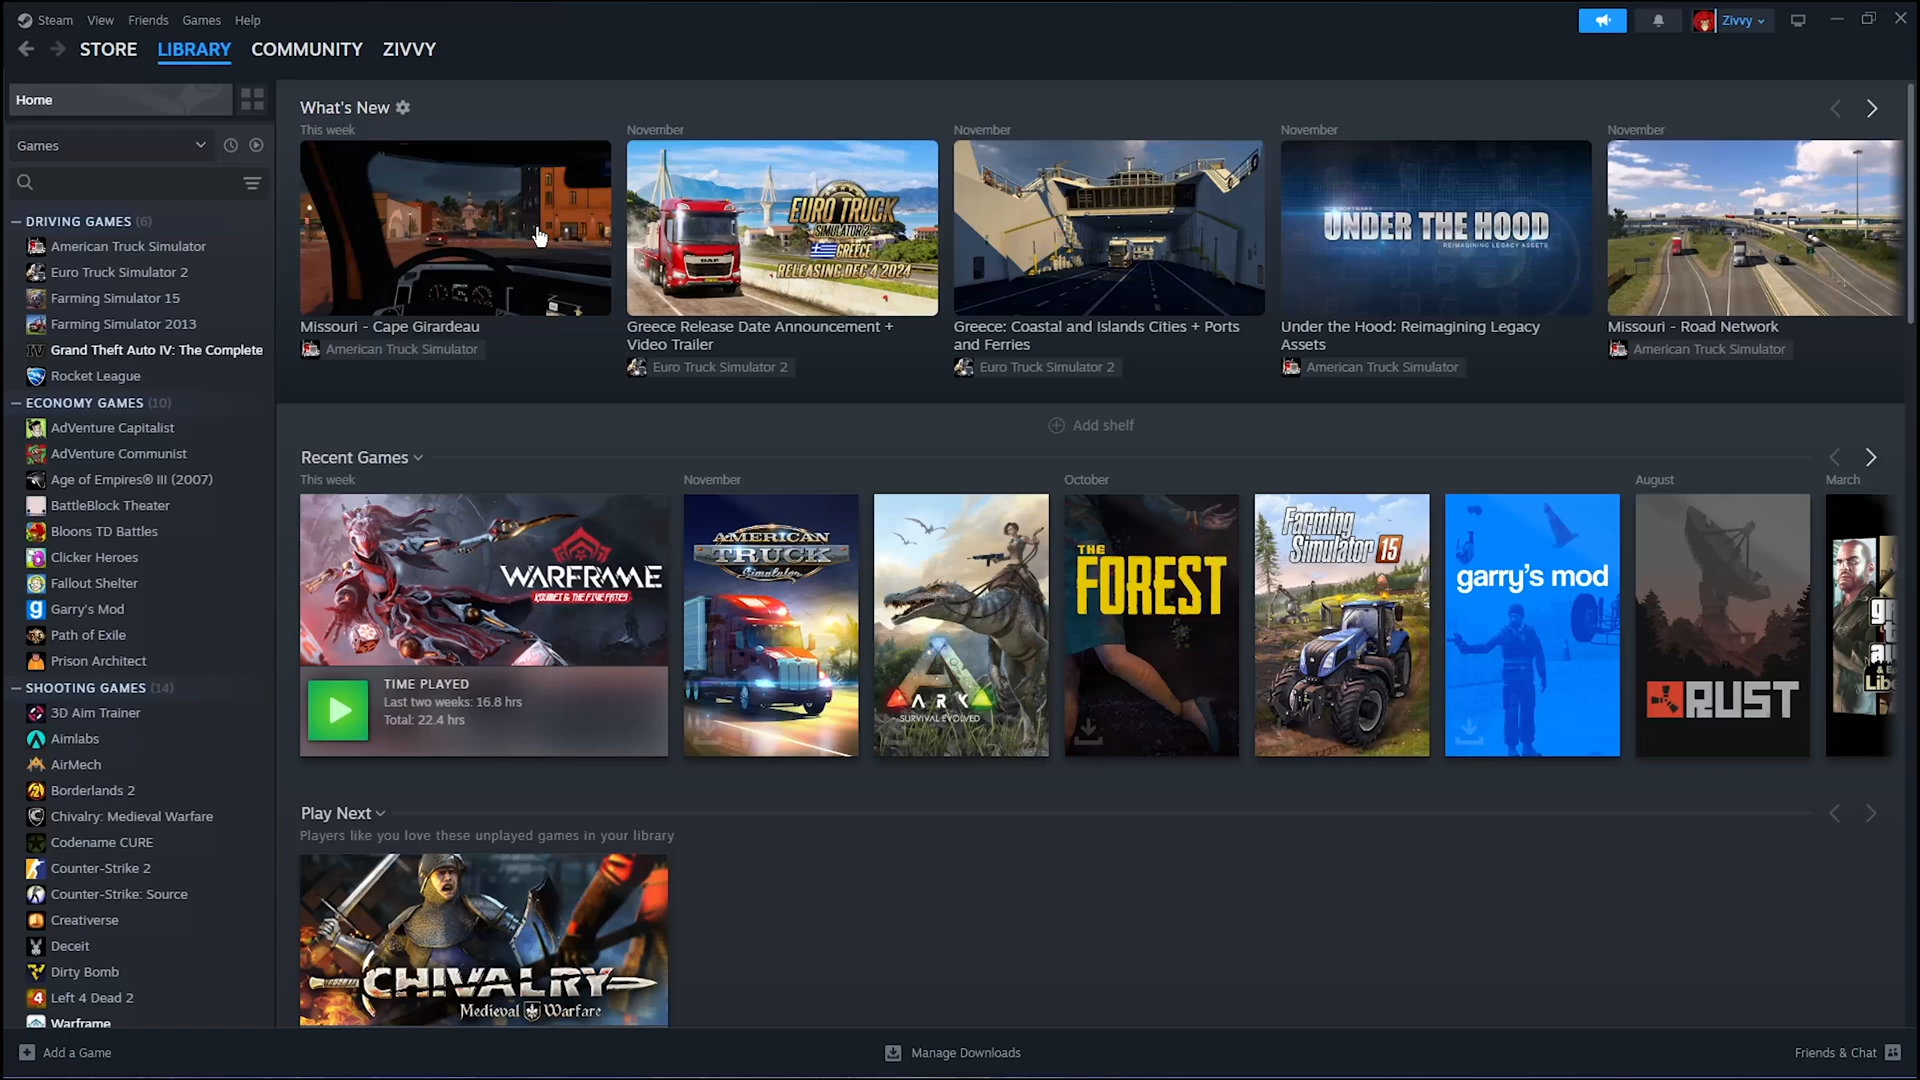 Steam View Friends Games Help
Zivvy
STORE LIBRARY COMMUNITY ZIVVY
Home
Games
DRIVING GAMES (6)
American Truck Simulator
Euro Truck Simulator 2
Farming Simulator 15
Farming Simulator 2013
Grand Theft Auto IV: The Complete
Rocket League
ECONOMY GAMES (10)
AdVenture Capitalist
AdVenture Communist
Age of Empires® III (2007)
BattleBlock Theater
Bloons TD Battles
Clicker Heroes
Fallout Shelter
Garry's Mod
Path of Exile
Prison Architect
SHOOTING GAMES (14)
3D Aim Trainer
Aimlabs
AirMech
Borderlands 2
Chivalry: Medieval Warfare
Codename CURE
Counter-Strike 2
Counter-Strike: Source
Creativerse
Deceit
Dirty Bomb
Left 4 Dead 2
Warframe
What's New
This week
Missouri - Cape Girardeau
American Truck Simulator
November
EURO TRUCK
SIMULATOR 2
GREECE
RELEASING DEC 4 2024
Greece Release Date Announcement +
Video Trailer
Euro Truck Simulator 2
November
Greece: Coastal and Islands Cities + Ports
and Ferries
Euro Truck Simulator 2
November
UNDER THE HOOD
REIMAGINING LEGACY ASSETS
Under the Hood: Reimagining Legacy
Assets
American Truck Simulator
November
Missouri - Road Network
American Truck Simulator
Add shelf
Recent Games
This week
WARFRAME
KOUMEI & THE FIVE FATES
TIME PLAYED
Last two weeks: 16.8 hrs
Total: 22.4 hrs
November
AMERICAN
TRUCK
Simulator
ARK
SURVIVAL EVOLVED
October
THE
FOREST
Farming
Simulator 15
garry's mod
August
RUST
March
Play Next
Players like you love these unplayed games in your library
CHIVALRY
Medieval Warfare
Add a Game
Manage Downloads
Friends & Chat